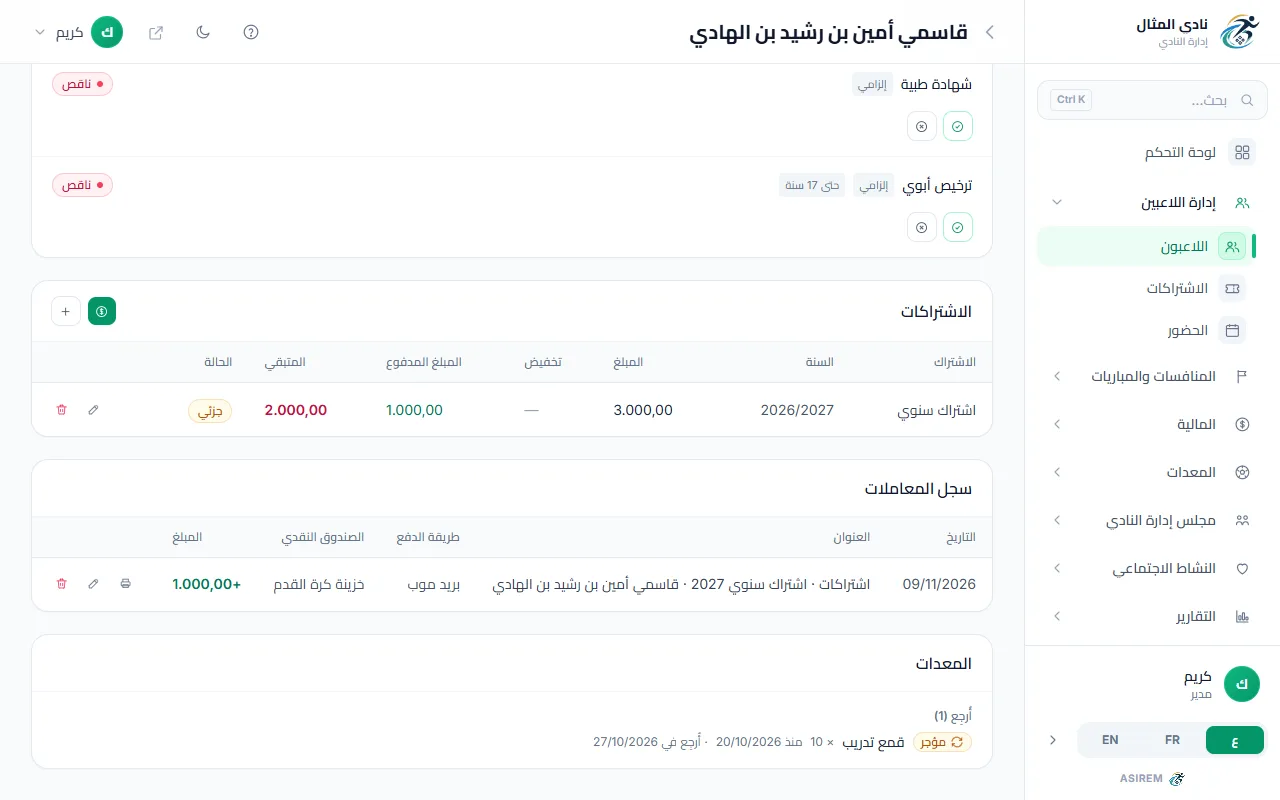 نادي المثال
إدارة النادي
بحث...
Ctrl K
لوحة التحكم
إدارة اللاعبين
اللاعبون
الاشتراكات
الحضور
المنافسات والمباريات
المالية
المعدات
مجلس إدارة النادي
النشاط الاجتماعي
التقارير
ك
كريم
مدير
ع FR EN
ASIREM
قاسمي أمين بن رشيد بن الهادي
ك كريم
شهادة طبية إلزامي ناقص
ترخيص أبوي إلزامي حتى 17 سنة ناقص
الاشتراكات
الاشتراك السنة المبلغ تخفيض المبلغ المدفوع المتبقي الحالة
اشتراك سنوي 2026/2027 3.000,00 — 1.000,00 2.000,00 جزئي
سجل المعاملات
التاريخ العنوان طريقة الدفع الصندوق النقدي المبلغ
09/11/2026 اشتراكات · اشتراك سنوي 2027 · قاسمي أمين بن رشيد بن الهادي بريد موب خزينة كرة القدم +1.000,00
المعدات
أرجع (1)
مؤجر قمع تدريب × 10 منذ 20/10/2026 · أرجع في 27/10/2026